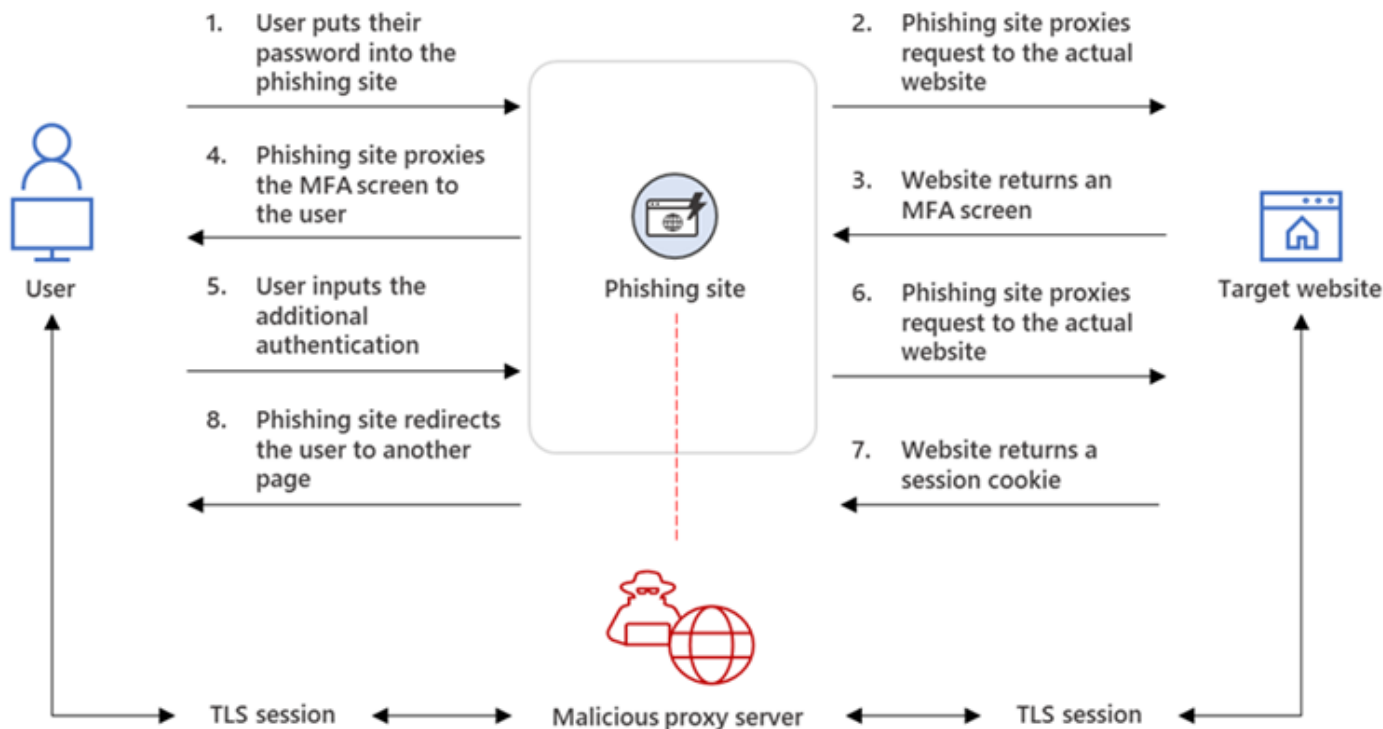 1. User puts their
password into the
phishing site
2. Phishing site proxies
request to the actual
website
4. Phishing site proxies
the MFA screen to
the user
3. Website returns an
MFA screen
User
Phishing site
Target website
5. User inputs the
additional
authentication
6. Phishing site proxies
request to the actual
website
8. Phishing site redirects
the user to another
page
7. Website returns a
session cookie
TLS session
Malicious proxy server
TLS session